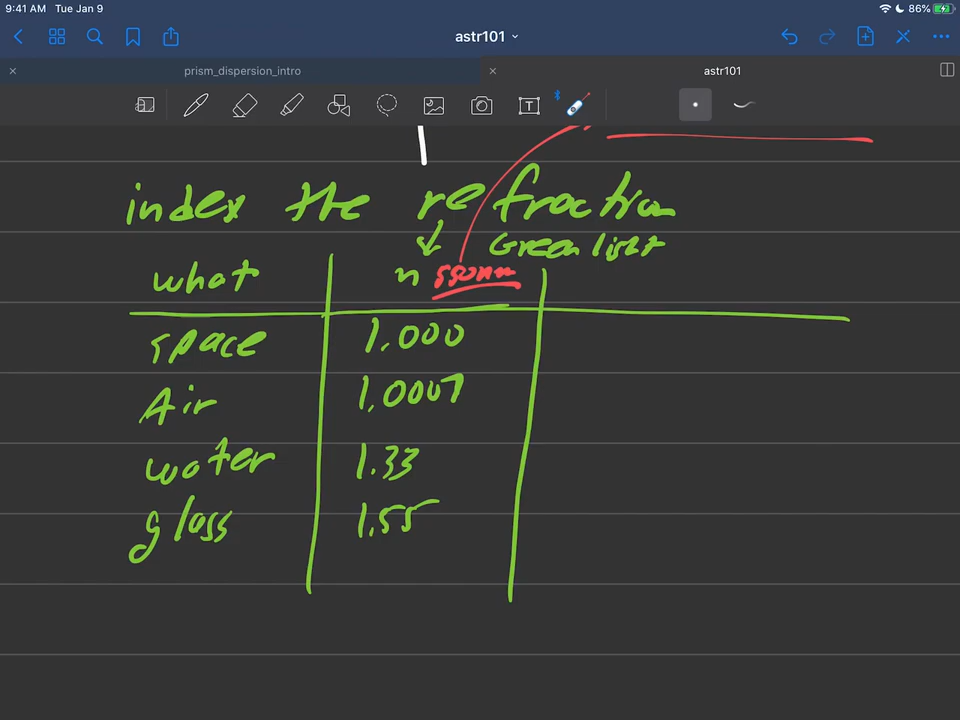 9:41 AM Tue Jan 9 86%
astr101
prism_dispersion_intro astr101
T
index the refraction
Green light
what n 550nm
space 1.000
Air 1.0007
water 1.33
glass 1.55